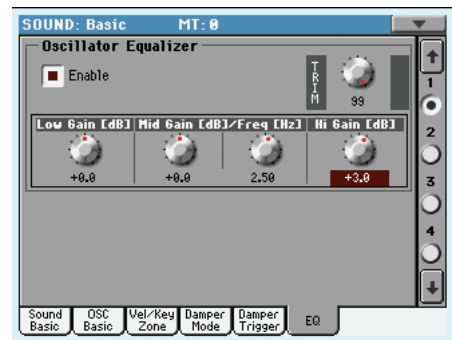 SOUND: Basic MT: 0
Oscillator Equalizer
Enable
TRIM
99
Low Gain [dB] Mid Gain [dB]/Freq [Hz] Hi Gain [dB]
+0.0 +0.0 2.50 +3.0
1
2
3
4
Sound Basic
OSC Basic
Vel/Key Zone
Damper Mode
Damper Trigger
EQ